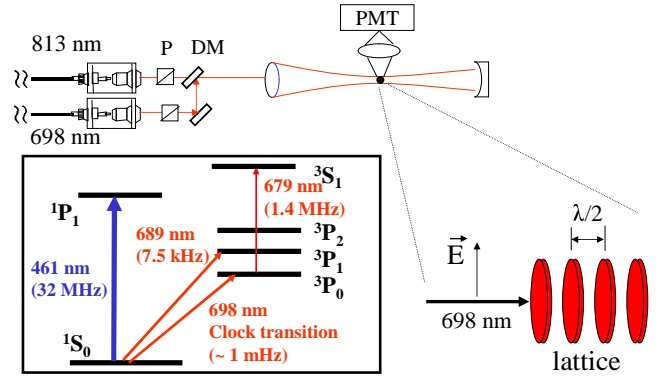 PMT
813 nm
P
DM
698 nm
³S₁
679 nm
(1.4 MHz)
¹P₁
689 nm
(7.5 kHz)
³P₂
³P₁
³P₀
461 nm
(32 MHz)
698 nm
Clock transition
(~ 1 mHz)
¹S₀
λ/2
E
698 nm
lattice